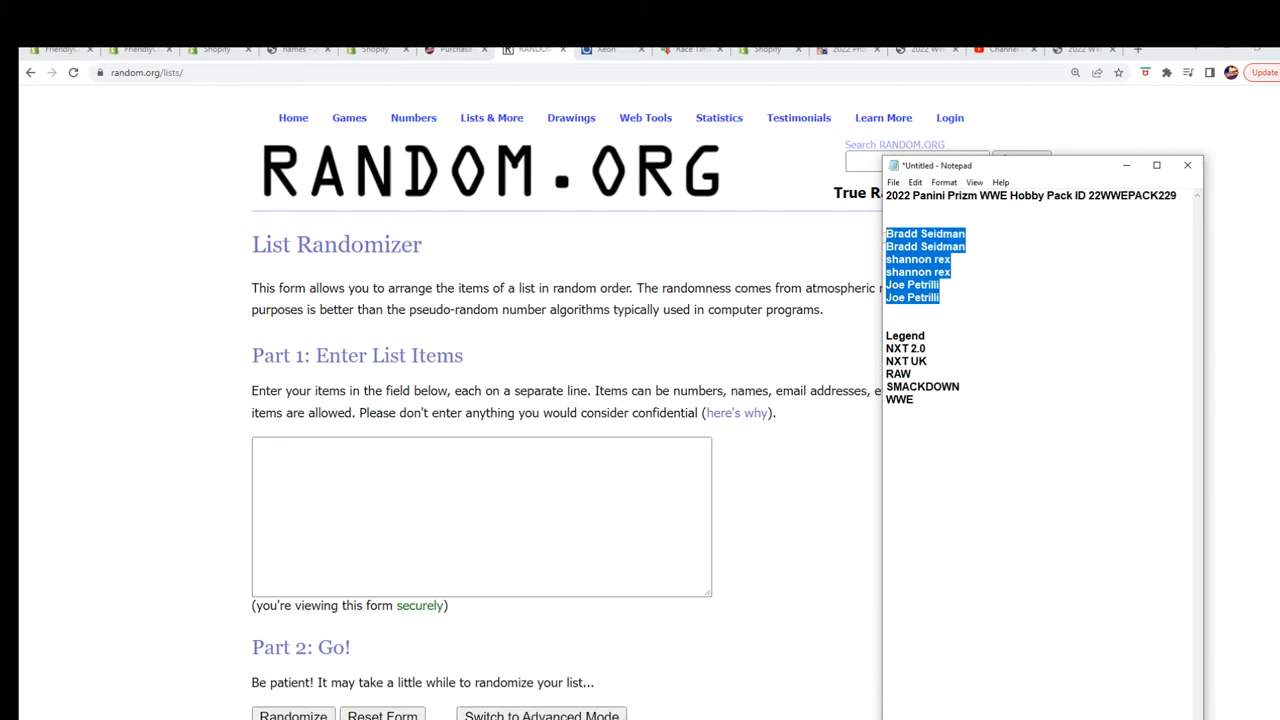 Friendly
Friendly
Shopify
names -
Shopify
Purchase
RANDOM
Xeon
Race Time
Shopify
2022 Pri
2022 WW
Channel
2022 WW
random.org/lists/
Update
Home Games Numbers Lists & More Drawings Web Tools Statistics Testimonials Learn More Login
RANDOM.ORG
Search RANDOM.ORG
True Ra
List Randomizer
This form allows you to arrange the items of a list in random order. The randomness comes from atmospheric
purposes is better than the pseudo-random number algorithms typically used in computer programs.
Part 1: Enter List Items
Enter your items in the field below, each on a separate line. Items can be numbers, names, email addresses, e
items are allowed. Please don't enter anything you would consider confidential (here's why).
(you're viewing this form securely)
Part 2: Go!
Be patient! It may take a little while to randomize your list...
Randomize Reset Form Switch to Advanced Mode
*Untitled - Notepad
File Edit Format View Help
2022 Panini Prizm WWE Hobby Pack ID 22WWEPACK229
Bradd Seidman
Bradd Seidman
shannon rex
shannon rex
Joe Petrilli
Joe Petrilli
Legend
NXT 2.0
NXT UK
RAW
SMACKDOWN
WWE